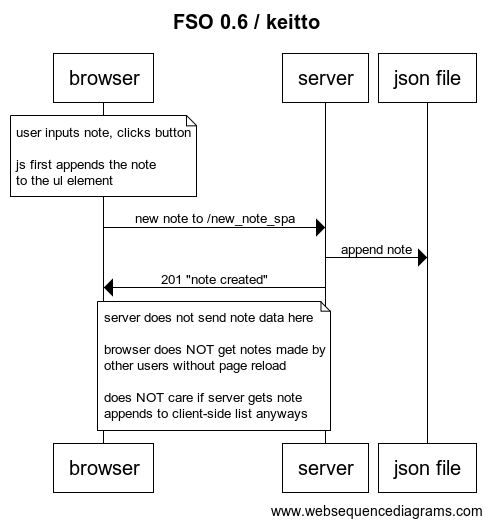 FSO 0.6 / keitto
browser
server
json file
user inputs note, clicks button
js first appends the note
to the ul element
new note to /new_note_spa
append note
201 "note created"
server does not send note data here
browser does NOT get notes made by
other users without page reload
does NOT care if server gets note
appends to client-side list anyways
browser
server
json file
www.websequencediagrams.com